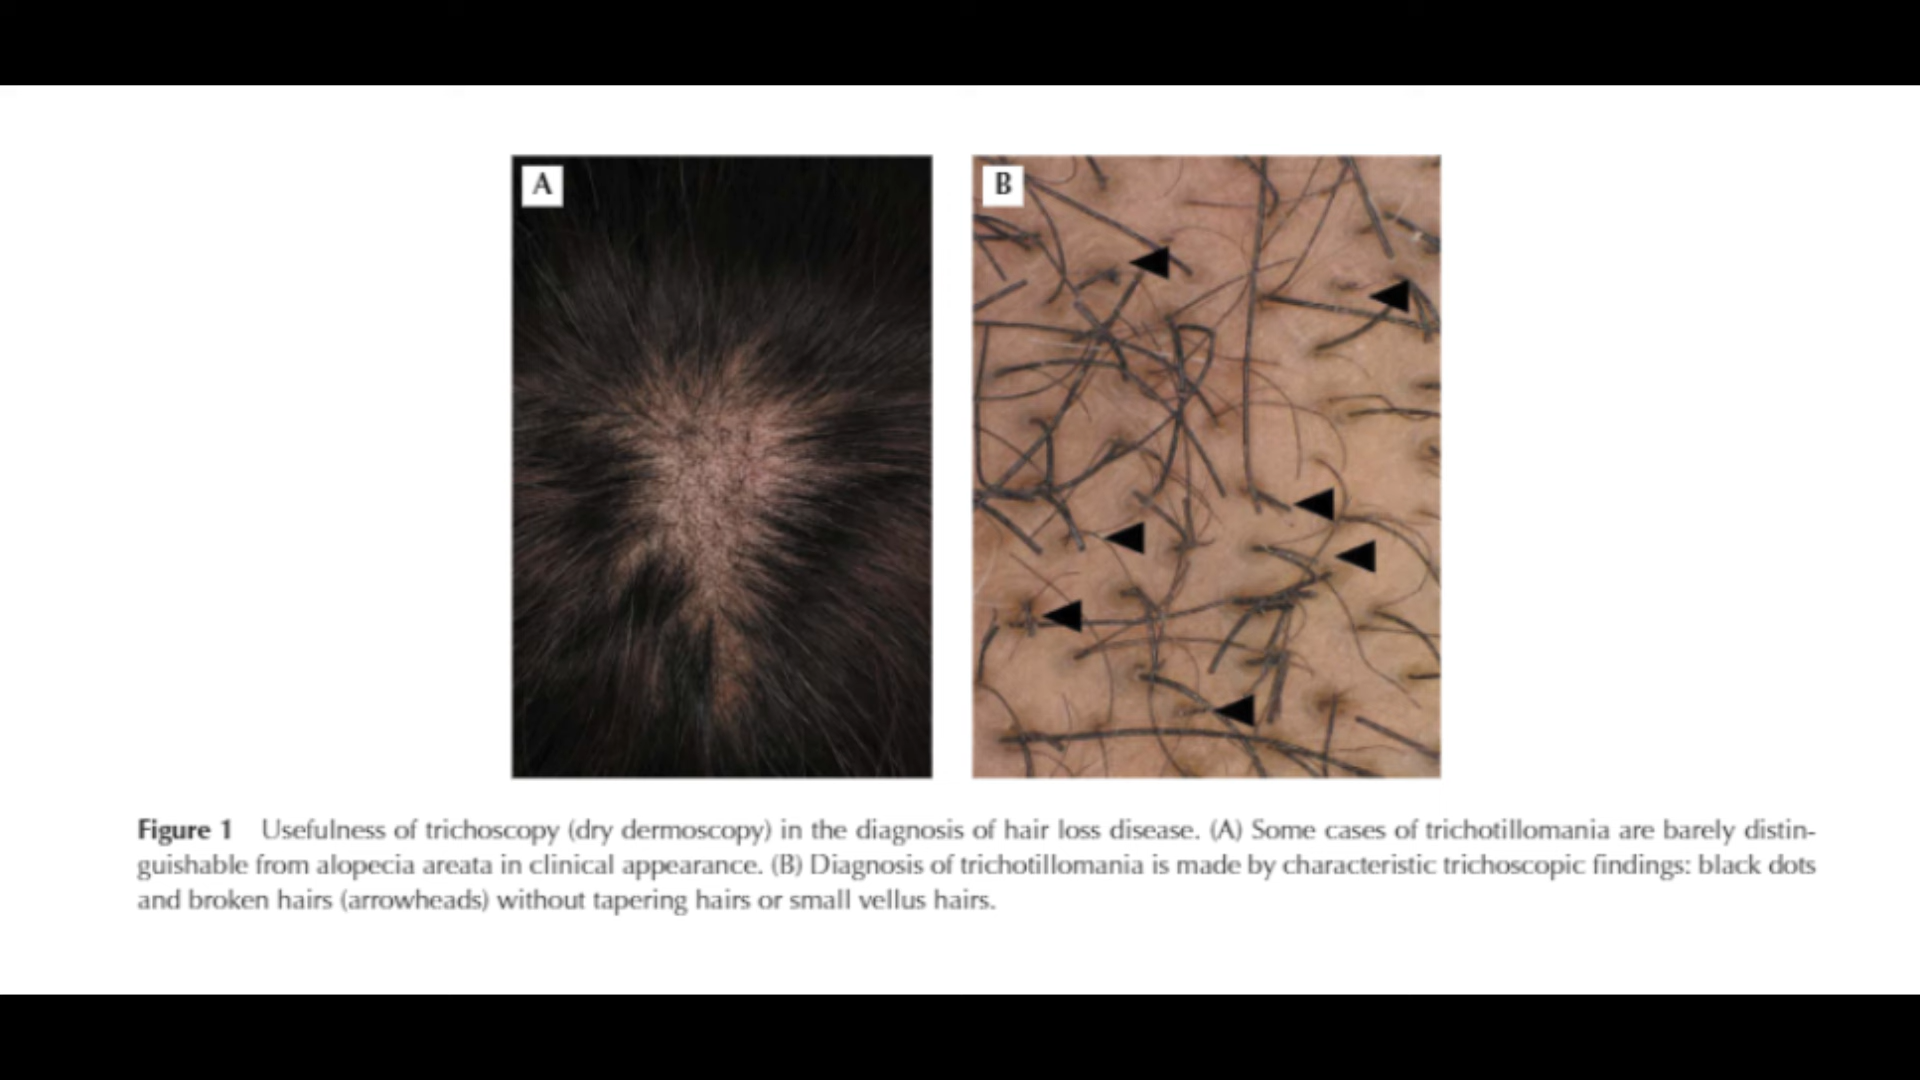 A
B
Figure 1 Usefulness of trichoscopy (dry dermoscopy) in the diagnosis of hair loss disease. (A) Some cases of trichotillomania are barely distin-
guishable from alopecia areata in clinical appearance. (B) Diagnosis of trichotillomania is made by characteristic trichoscopic findings: black dots
and broken hairs (arrowheads) without tapering hairs or small vellus hairs.